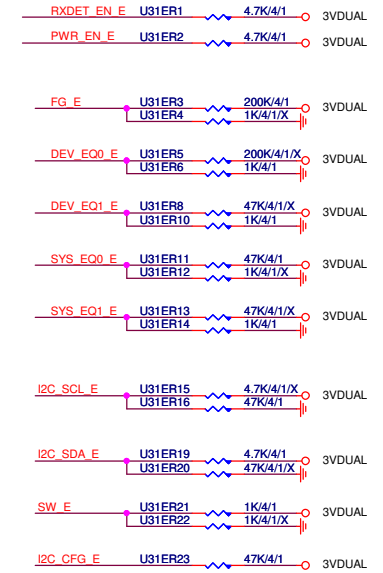 RXDET_EN_E U31ER1 4.7K/4/1 3VDUAL
PWR_EN_E U31ER2 4.7K/4/1 3VDUAL
FG_E U31ER3 200K/4/1 3VDUAL
U31ER4 1K/4/1/X
DEV_EQ0_E U31ER5 200K/4/1/X 3VDUAL
U31ER6 1K/4/1
DEV_EQ1_E U31ER8 47K/4/1/X 3VDUAL
U31ER10 1K/4/1
SYS_EQ0_E U31ER11 47K/4/1 3VDUAL
U31ER12 1K/4/1/X
SYS_EQ1_E U31ER13 47K/4/1/X 3VDUAL
U31ER14 1K/4/1
I2C_SCL_E U31ER15 4.7K/4/1/X 3VDUAL
U31ER16 47K/4/1
I2C_SDA_E U31ER19 4.7K/4/1 3VDUAL
U31ER20 47K/4/1/X
SW_E U31ER21 1K/4/1 3VDUAL
U31ER22 1K/4/1/X
I2C_CFG_E U31ER23 47K/4/1 3VDUAL